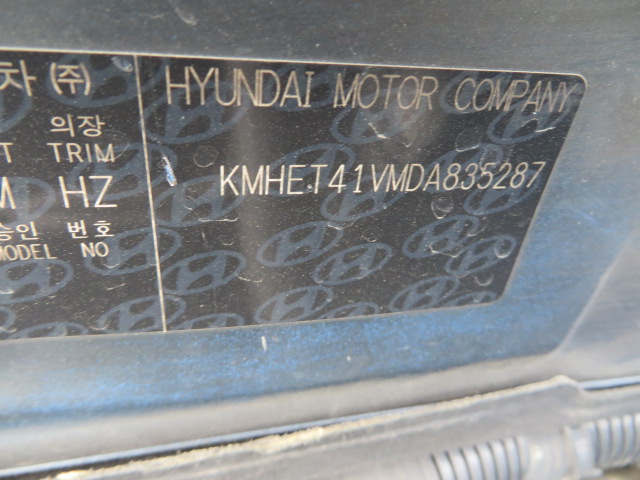 차 (주)
HYUNDAI MOTOR COMPANY
의장
T TRIM
M HZ
KMHET41VMDA835287
승인 번호
MODEL NO